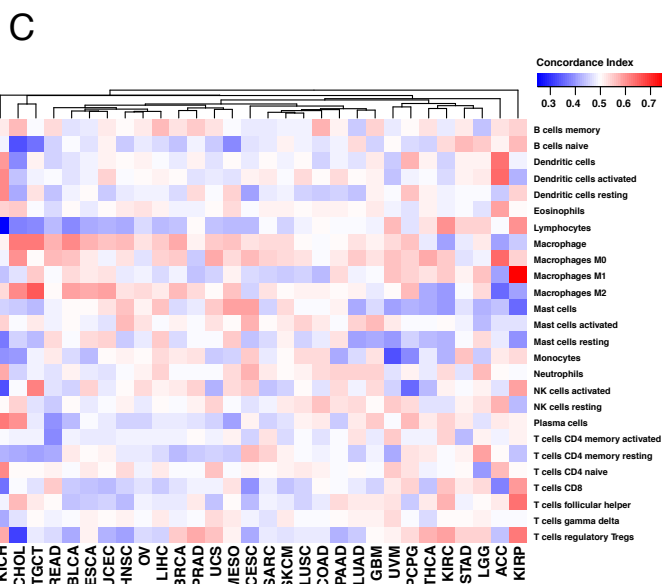 C
Concordance Index
0.3 0.4 0.5 0.6 0.7
B cells memory
B cells naive
Dendritic cells
Dendritic cells activated
Dendritic cells resting
Eosinophils
Lymphocytes
Macrophage
Macrophages M0
Macrophages M1
Macrophages M2
Mast cells
Mast cells activated
Mast cells resting
Monocytes
Neutrophils
NK cells activated
NK cells resting
Plasma cells
T cells CD4 memory activated
T cells CD4 memory resting
T cells CD4 naive
T cells CD8
T cells follicular helper
T cells gamma delta
T cells regulatory Tregs
KICH
CHOL
TGCT
READ
BLCA
ESCA
UCEC
HNSC
OV
LIHC
BRCA
PRAD
UCS
MESO
CESC
SARC
SKCM
LUSC
COAD
PAAD
LUAD
GBM
UVM
PCPG
THCA
KIRC
STAD
LGG
ACC
KIRP